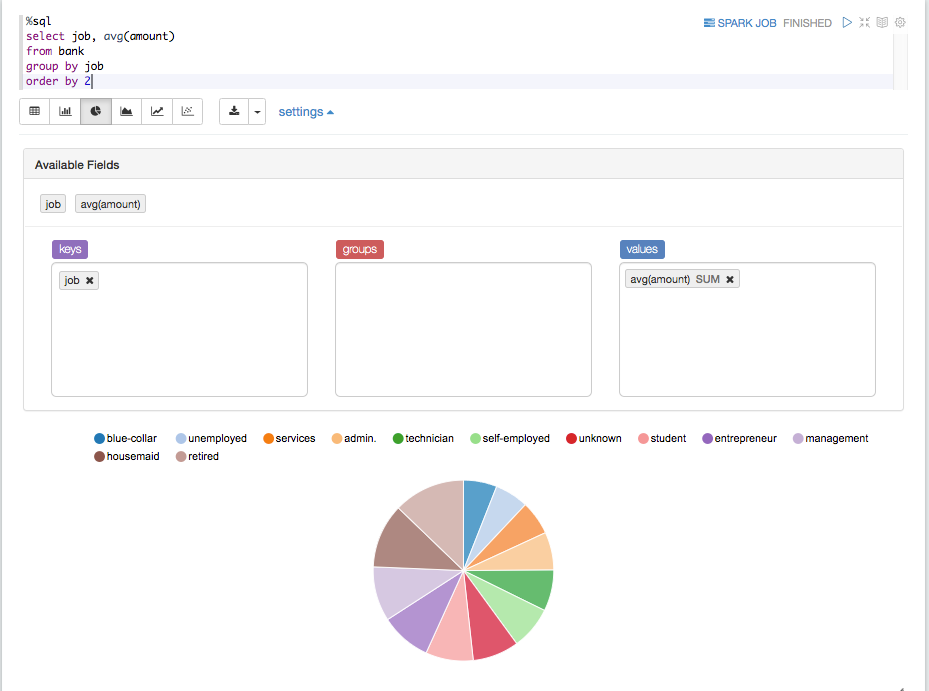 %sql
select job, avg(amount)
from bank
group by job
order by 2
SPARK JOB FINISHED
settings
Available Fields
job avg(amount)
keys groups values
job avg(amount) SUM
blue-collar unemployed services admin. technician self-employed unknown student entrepreneur management
housemaid retired